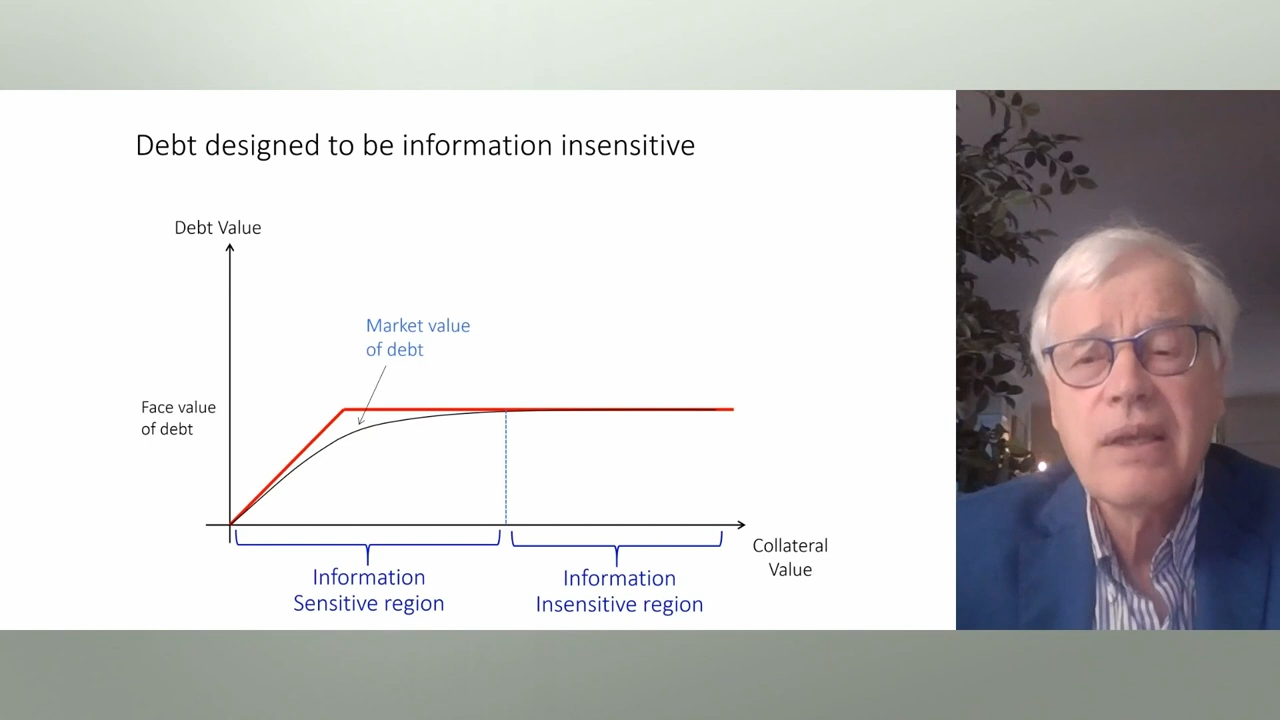 Debt designed to be information insensitive
Debt Value
Market value
of debt
Face value
of debt
Collateral
Value
Information
Sensitive region
Information
Insensitive region